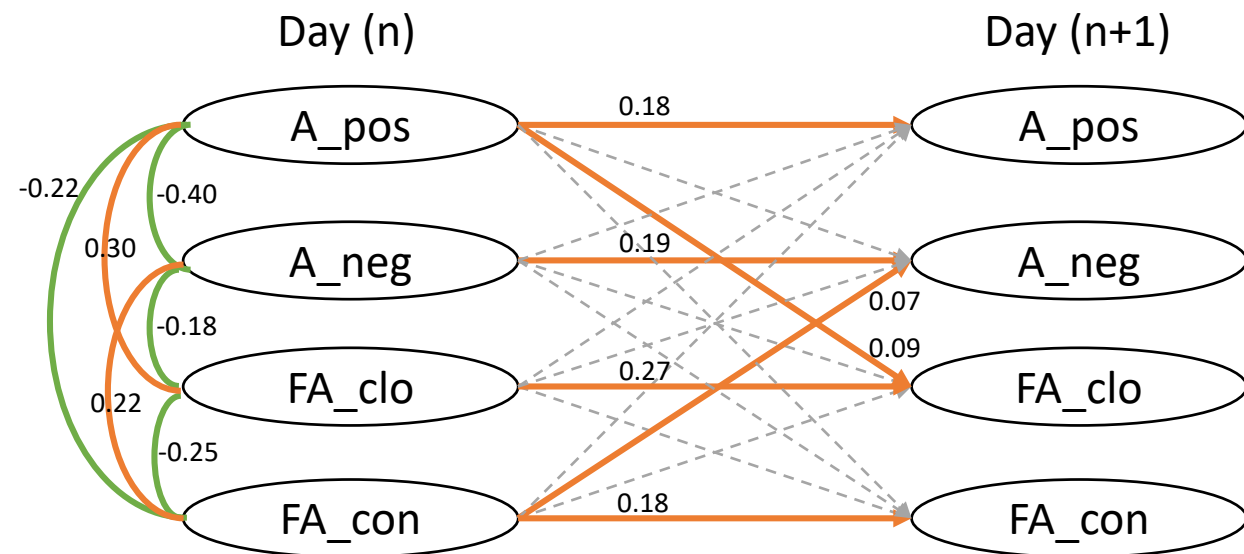 Day (n)
Day (n+1)
A_pos
0.18
A_pos
-0.22
-0.40
0.30
A_neg
0.19
A_neg
0.07
-0.18
0.09
FA_clo
0.27
FA_clo
0.22
-0.25
FA_con
0.18
FA_con